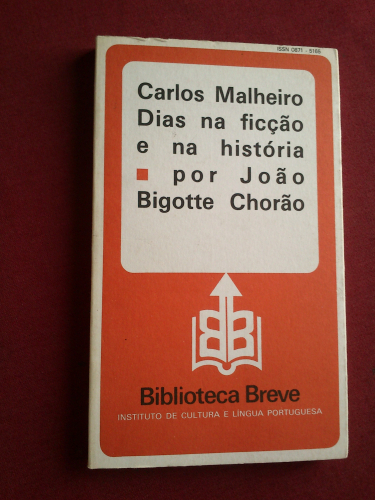 ISSN 0871 - 5165
Carlos Malheiro
Dias na ficção
e na história
por João
Bigotte Chorão
BB
Biblioteca Breve
INSTITUTO DE CULTURA E LÍNGUA PORTUGUESA